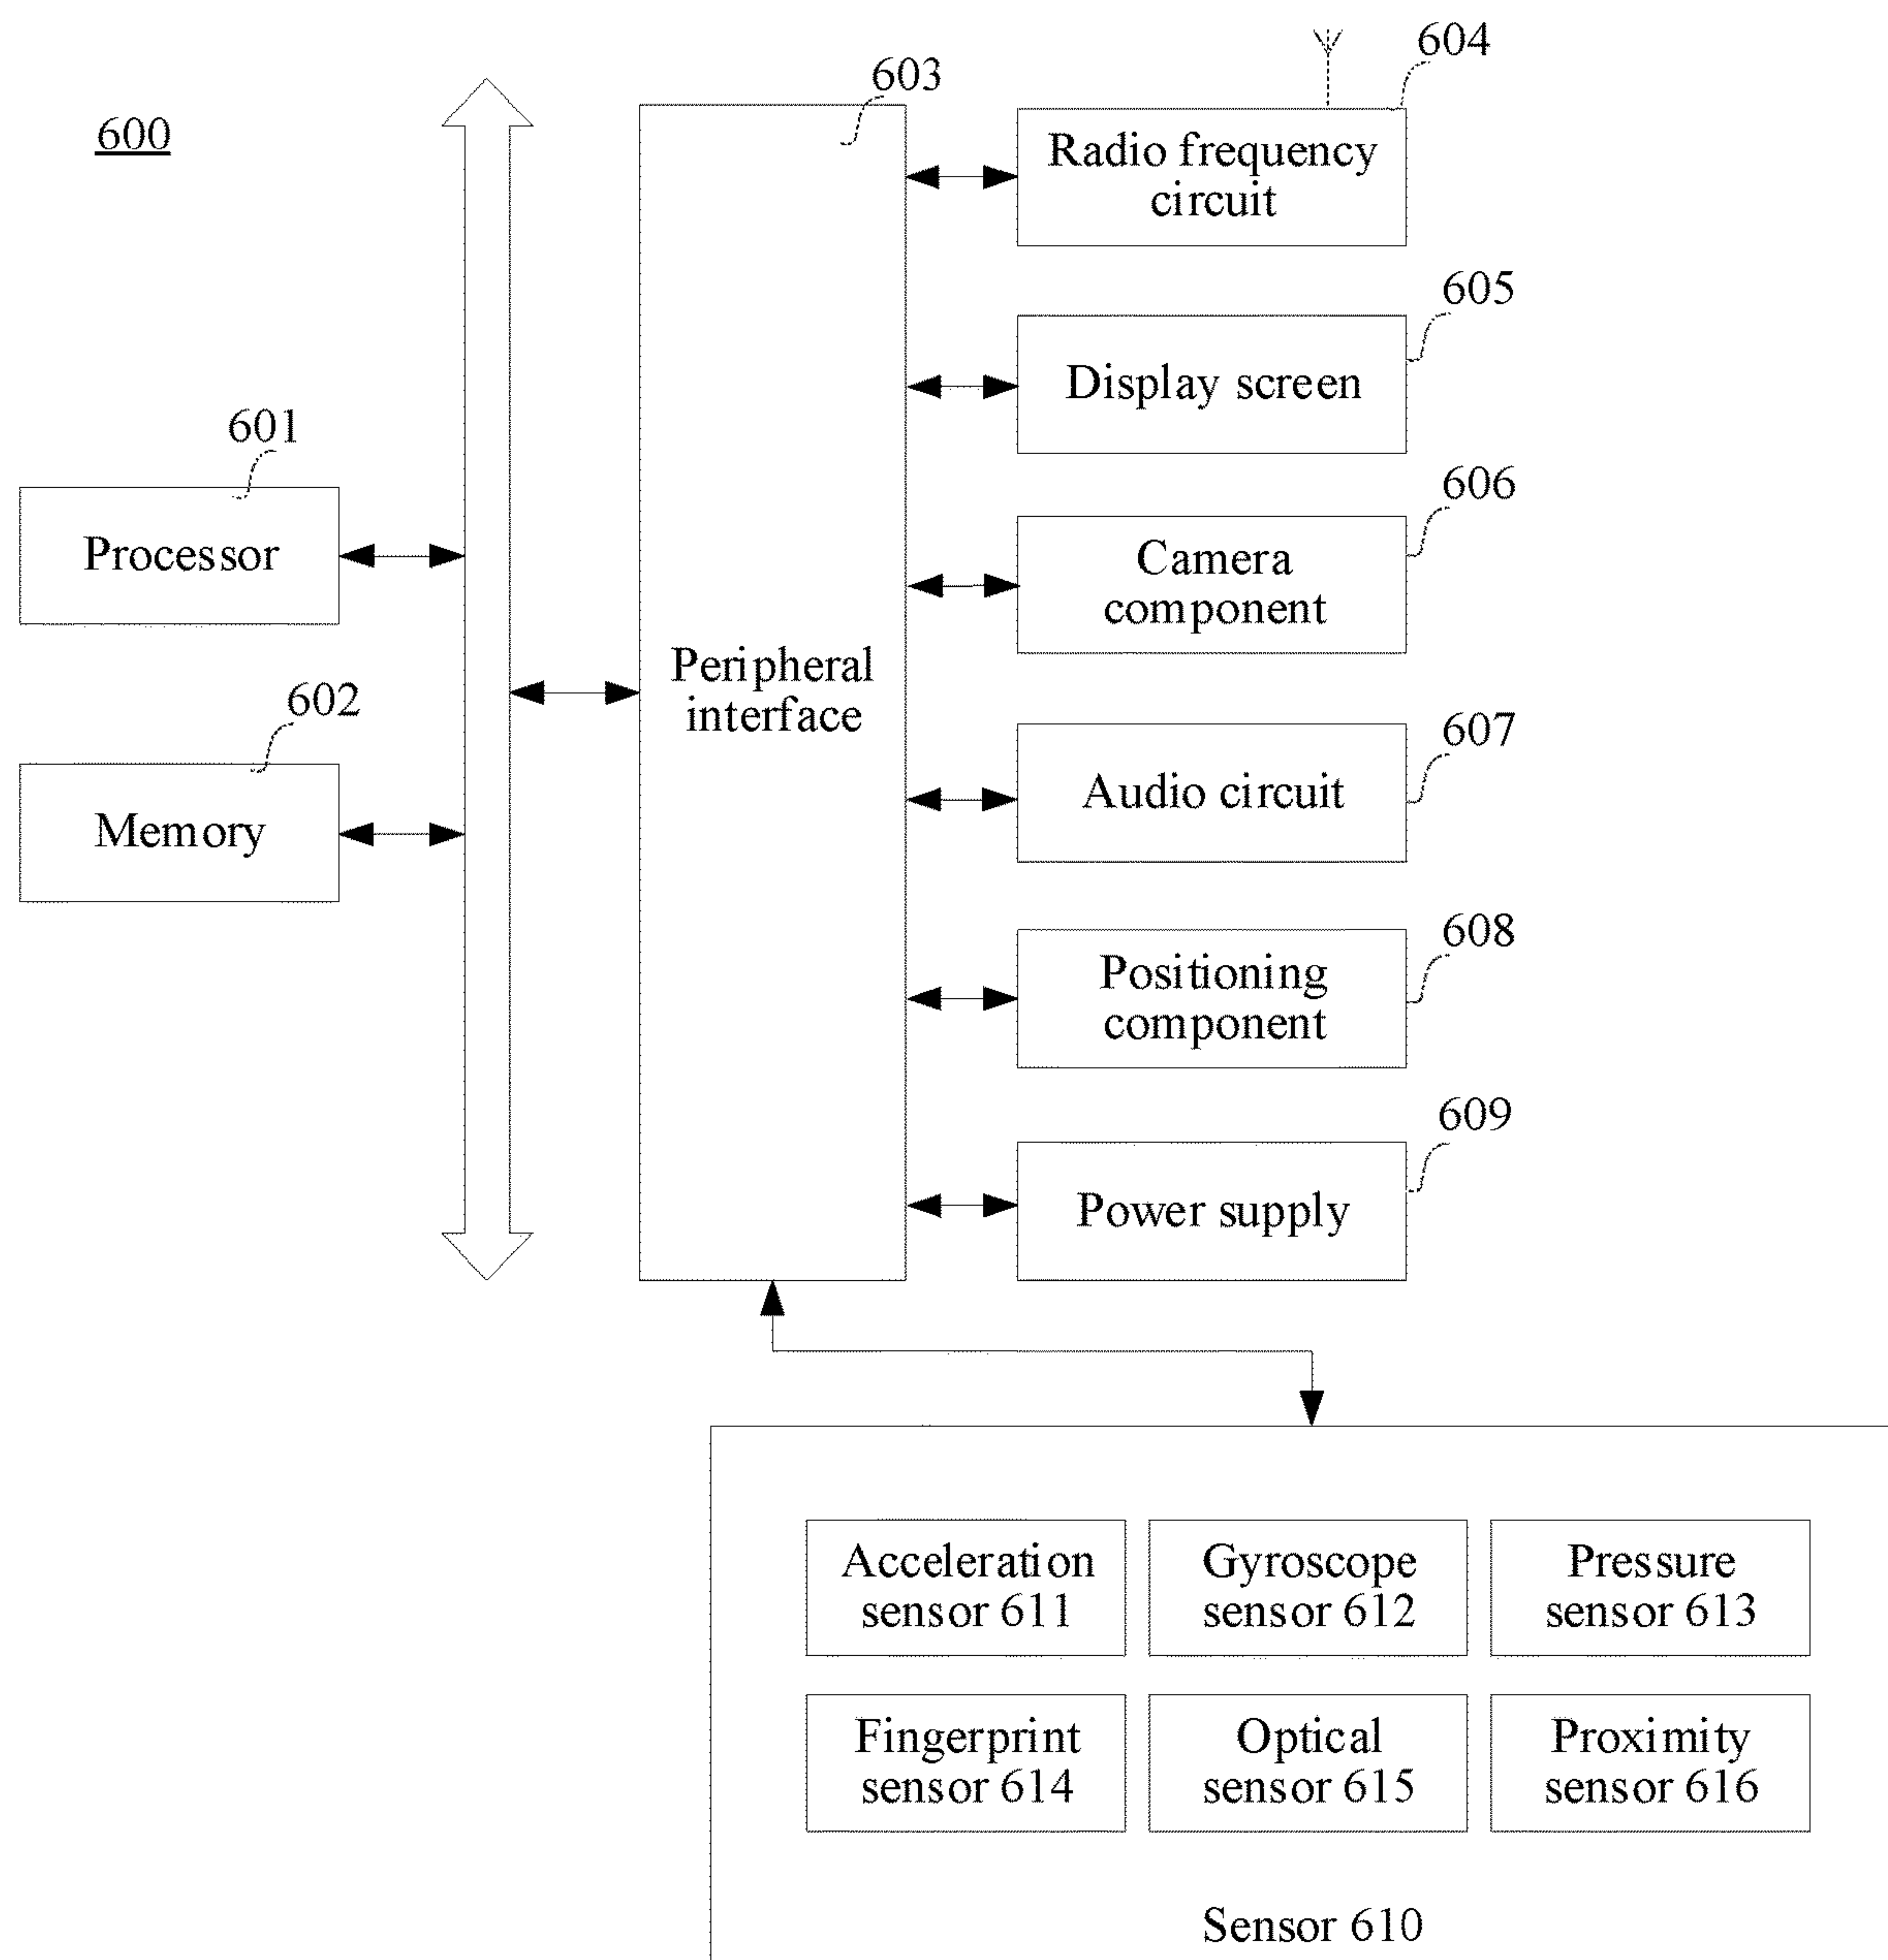 600
603
604
Radio frequency
circuit
605
Display screen
601
Processor
606
Camera
component
Peripheral
interface
602
Memory
607
Audio circuit
608
Positioning
component
609
Power supply
Acceleration
sensor 611
Gyroscope
sensor 612
Pressure
sensor 613
Fingerprint
sensor 614
Optical
sensor 615
Proximity
sensor 616
Sensor 610